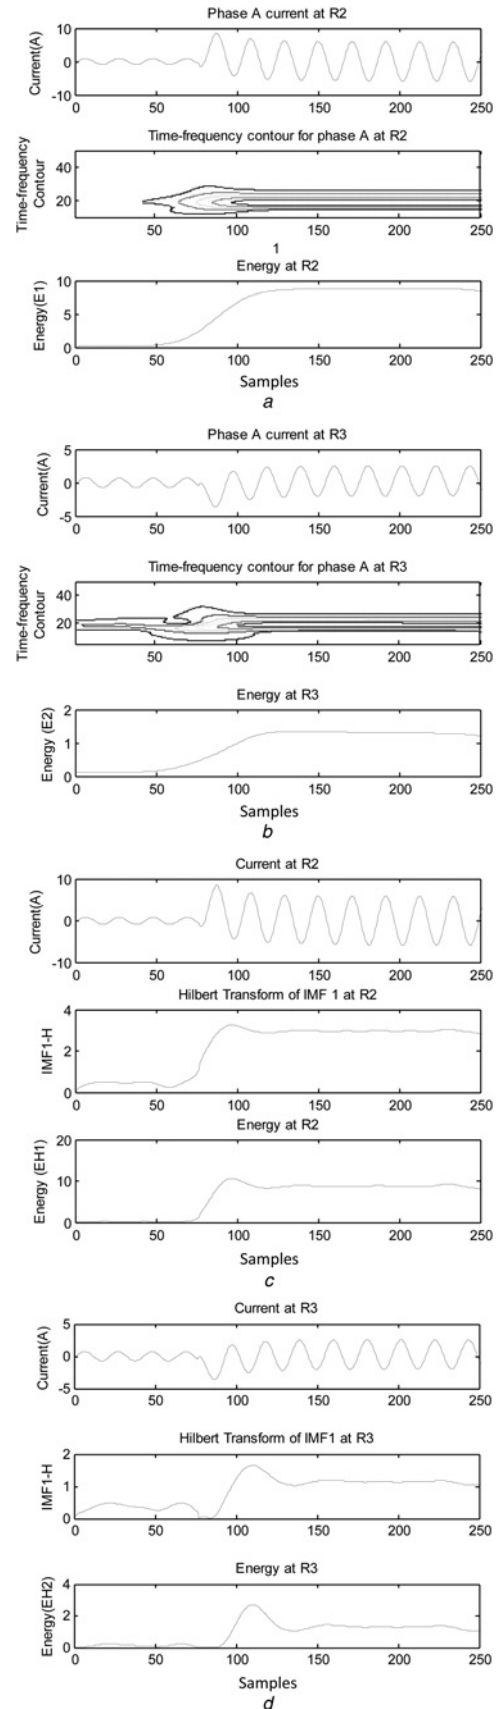 Phase A current at R2
Current(A)
10
0
-10
0 50 100 150 200 250
Time-frequency contour for phase A at R2
Time-frequency
Contour
40
20
50 100 150 200 250
1
Energy at R2
Energy(E1)
10
5
0
0 50 100 150 200 250
Samples
a
Phase A current at R3
Current(A)
5
0
-5
0 50 100 150 200 250
Time-frequency contour for phase A at R3
Time-frequency
Contour
40
20
50 100 150 200 250
Energy at R3
Energy (E2)
2
1
0
0 50 100 150 200 250
Samples
b
Current at R2
Current(A)
10
0
-10
0 50 100 150 200 250
Hilbert Transform of IMF 1 at R2
IMF1-H
4
2
0
0 50 100 150 200 250
Energy at R2
Energy (EH1)
20
10
0
0 50 100 150 200 250
Samples
c
Current at R3
Current(A)
5
0
-5
0 50 100 150 200 250
Hilbert Transform of IMF1 at R3
IMF1-H
2
1
0
0 50 100 150 200 250
Energy at R3
Energy(EH2)
4
2
0
0 50 100 150 200 250
Samples
d